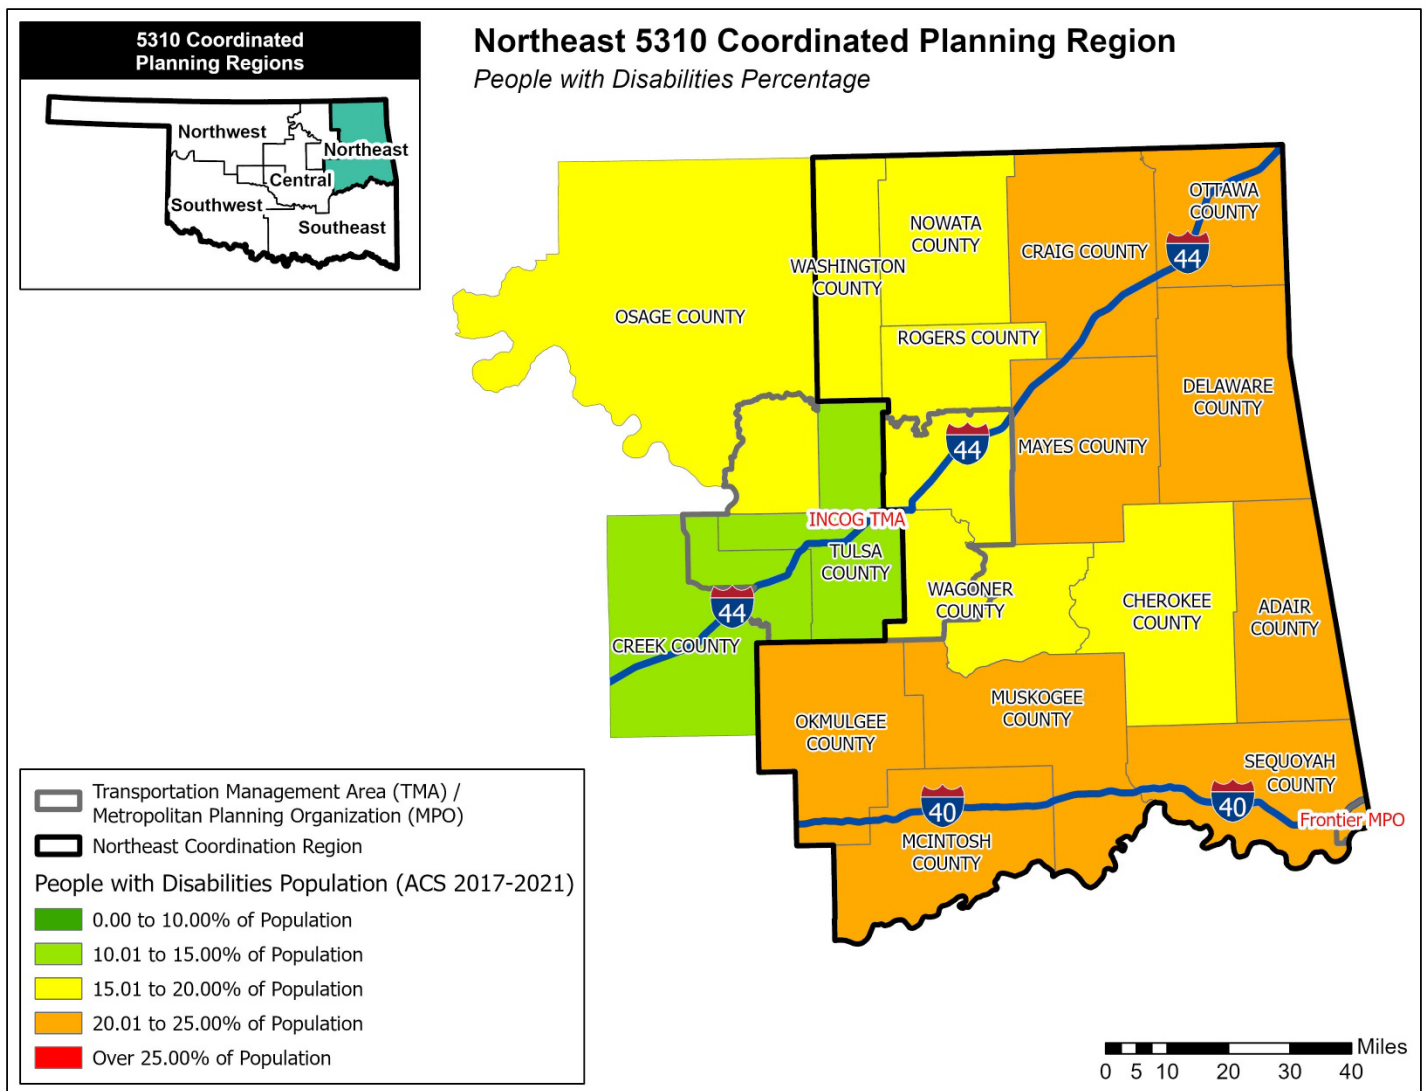 5310 Coordinated
Planning Regions
Northwest
Northeast
Central
Southwest
Southeast
Northeast 5310 Coordinated Planning Region
People with Disabilities Percentage
OTTAWA
COUNTY
NOWATA
COUNTY
CRAIG COUNTY
44
WASHINGTON
COUNTY
OSAGE COUNTY
ROGERS COUNTY
DELAWARE
COUNTY
44
MAYES COUNTY
INCOG TMA
TULSA
COUNTY
WAGONER
COUNTY
CHEROKEE
COUNTY
ADAIR
COUNTY
44
CREEK COUNTY
MUSKOGEE
COUNTY
OKMULGEE
COUNTY
SEQUOYAH
COUNTY
40
40
Frontier MPO
MCINTOSH
COUNTY
Transportation Management Area (TMA) /
Metropolitan Planning Organization (MPO)
Northeast Coordination Region
People with Disabilities Population (ACS 2017-2021)
0.00 to 10.00% of Population
10.01 to 15.00% of Population
15.01 to 20.00% of Population
20.01 to 25.00% of Population
Over 25.00% of Population
Miles
0 5 10 20 30 40